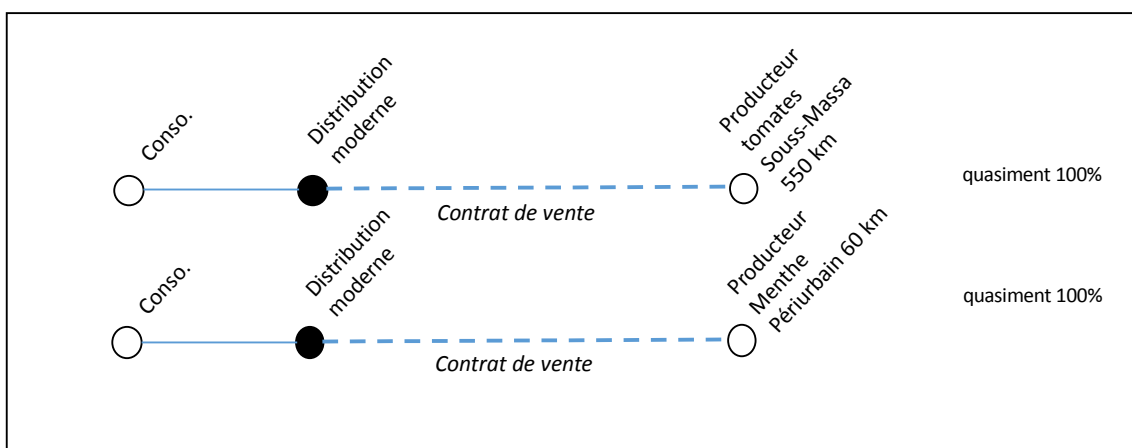 Conso.
Distribution
moderne
Producteur
tomates
Souss-Massa
550 km
quasiment 100%
Contrat de vente
Conso.
Distribution
moderne
Producteur
Menthe
Périurbain 60 km
quasiment 100%
Contrat de vente